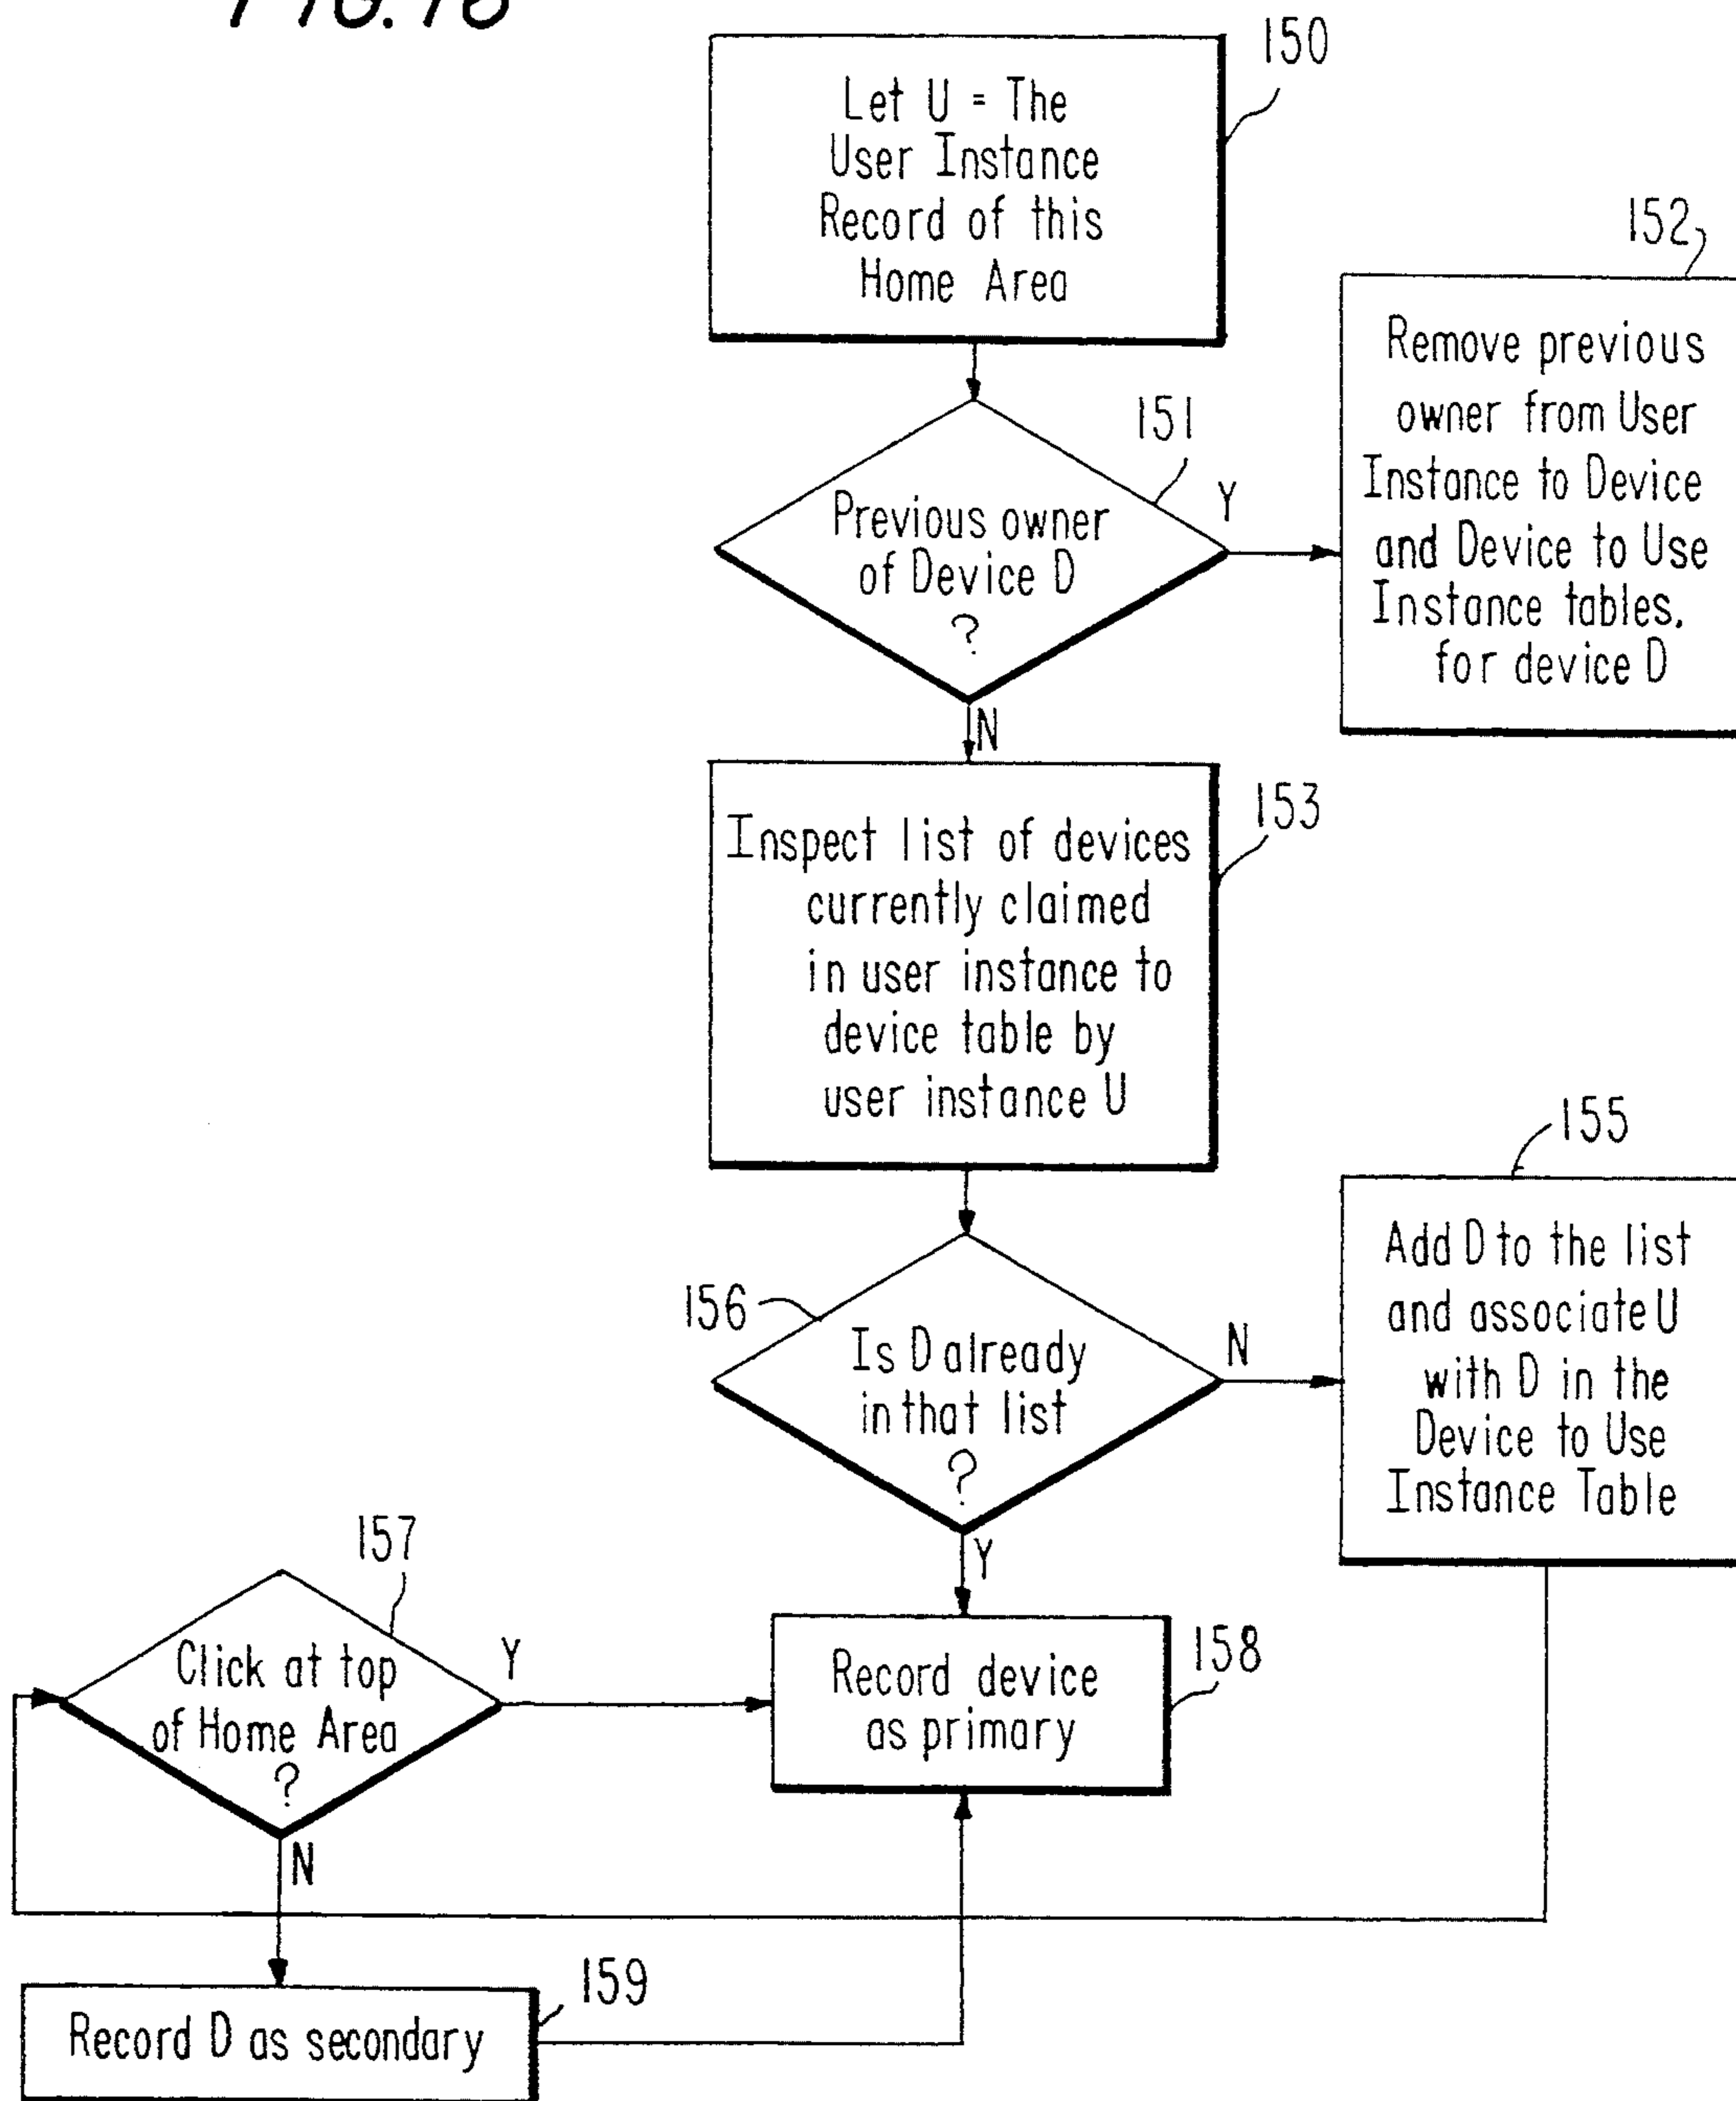 150
Let U = The
User Instance
Record of this
Home Area
152
Remove previous
owner from User
Instance to Device
and Device to Use
Instance tables.
for device D
151
Previous owner
of Device D
?
Y
N
153
Inspect list of devices
currently claimed
in user instance to
device table by
user instance U
155
Add D to the list
and associate U
with D in the
Device to Use
Instance Table
156
Is D already
in that list
?
N
Y
157
Click at top
of Home Area
?
Y
N
158
Record device
as primary
159
Record D as secondary